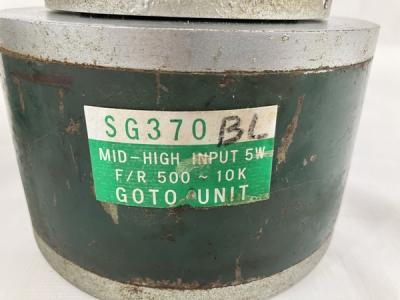 SG370 BL
MID-HIGH INPUT 5W
F/R 500 ~ 10K
GOTO UNIT